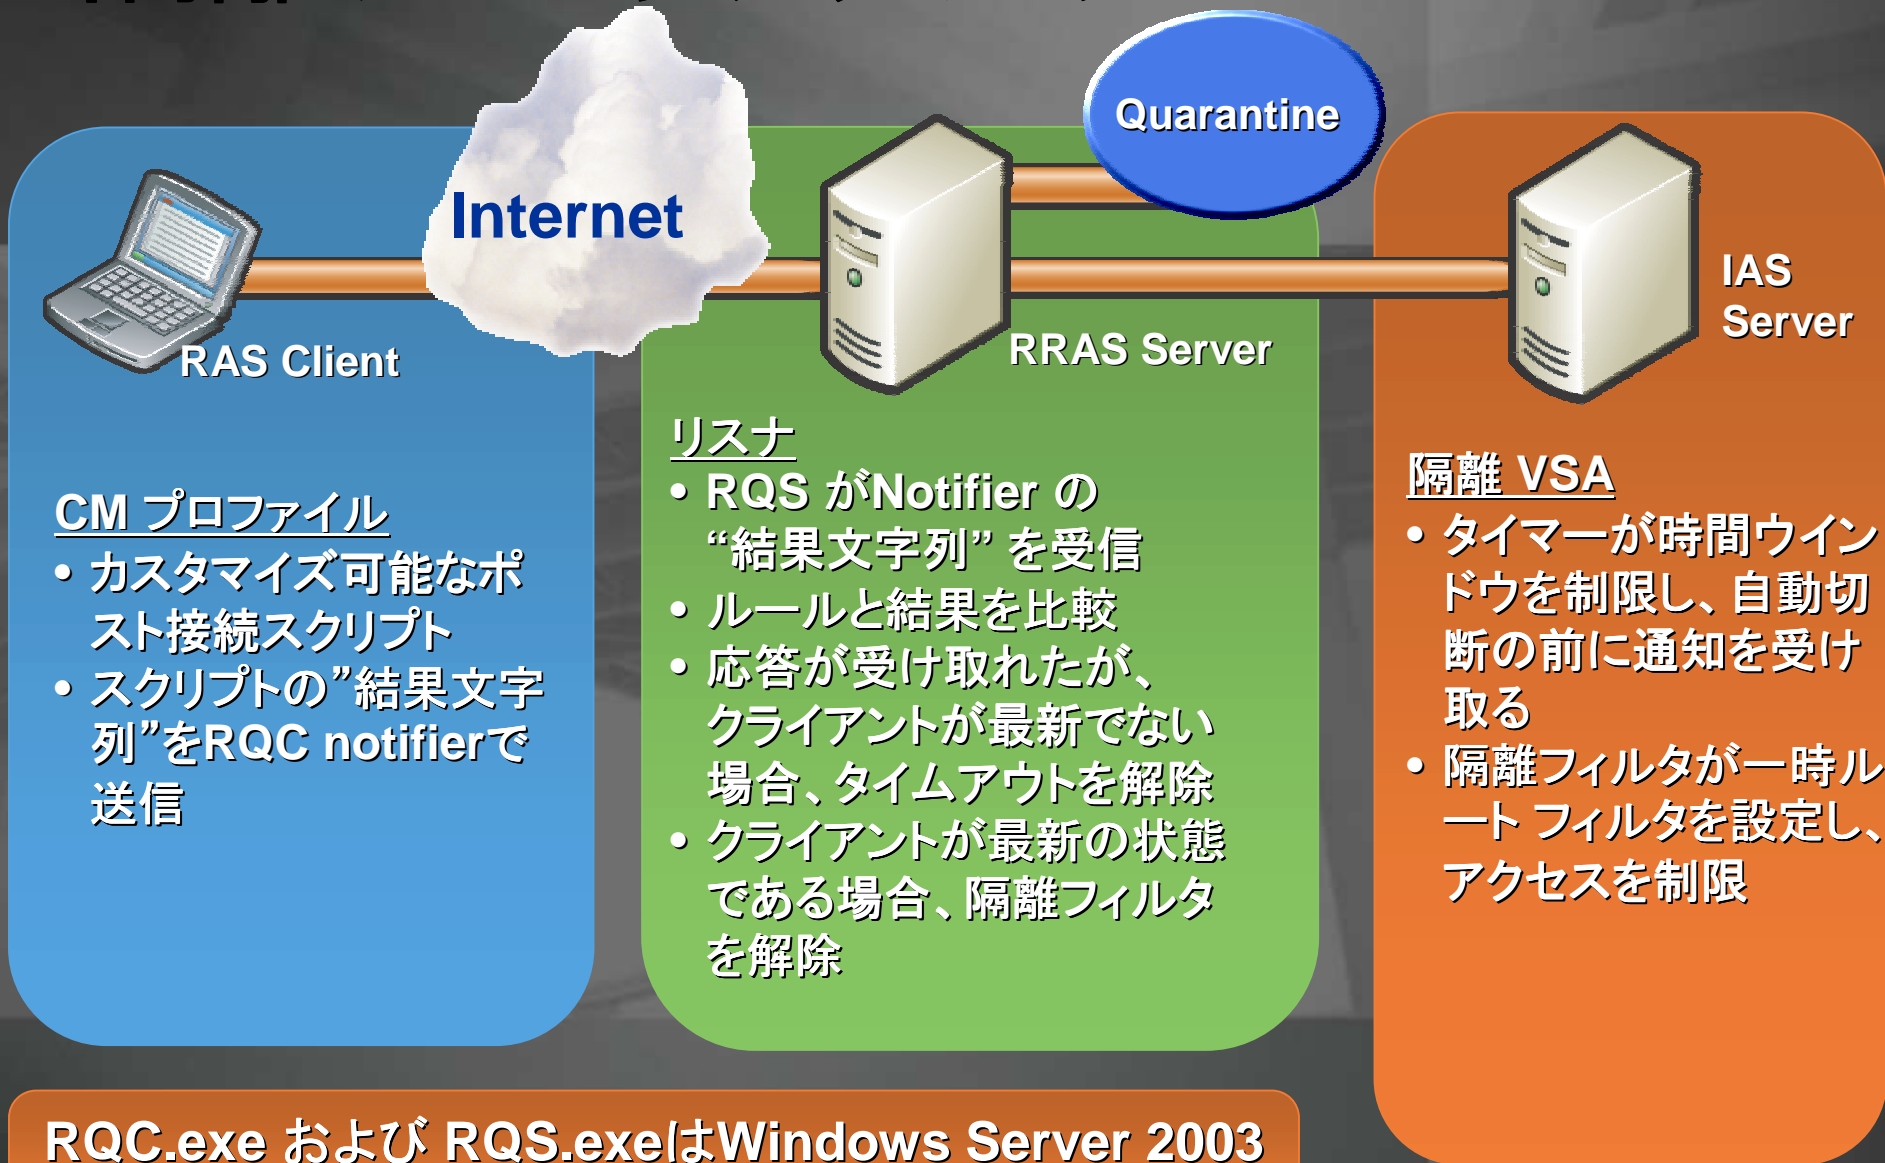 Quarantine
Internet
RAS Client
RRAS Server
IAS
Server
CM プロファイル
• カスタマイズ可能なポ
スト接続スクリプト
• スクリプトの”結果文字
列”をRQC notifierで
送信
リスナ
• RQS がNotifier の
“結果文字列” を受信
• ルールと結果を比較
• 応答が受け取れたが、
クライアントが最新でない
場合、タイムアウトを解除
• クライアントが最新の状態
である場合、隔離フィルタ
を解除
隔離 VSA
• タイマーが時間ウイン
ドウを制限し、自動切
断の前に通知を受け
取る
• 隔離フィルタが一時ル
ート フィルタを設定し、
アクセスを制限
RQC.exe および RQS.exeはWindows Server 2003